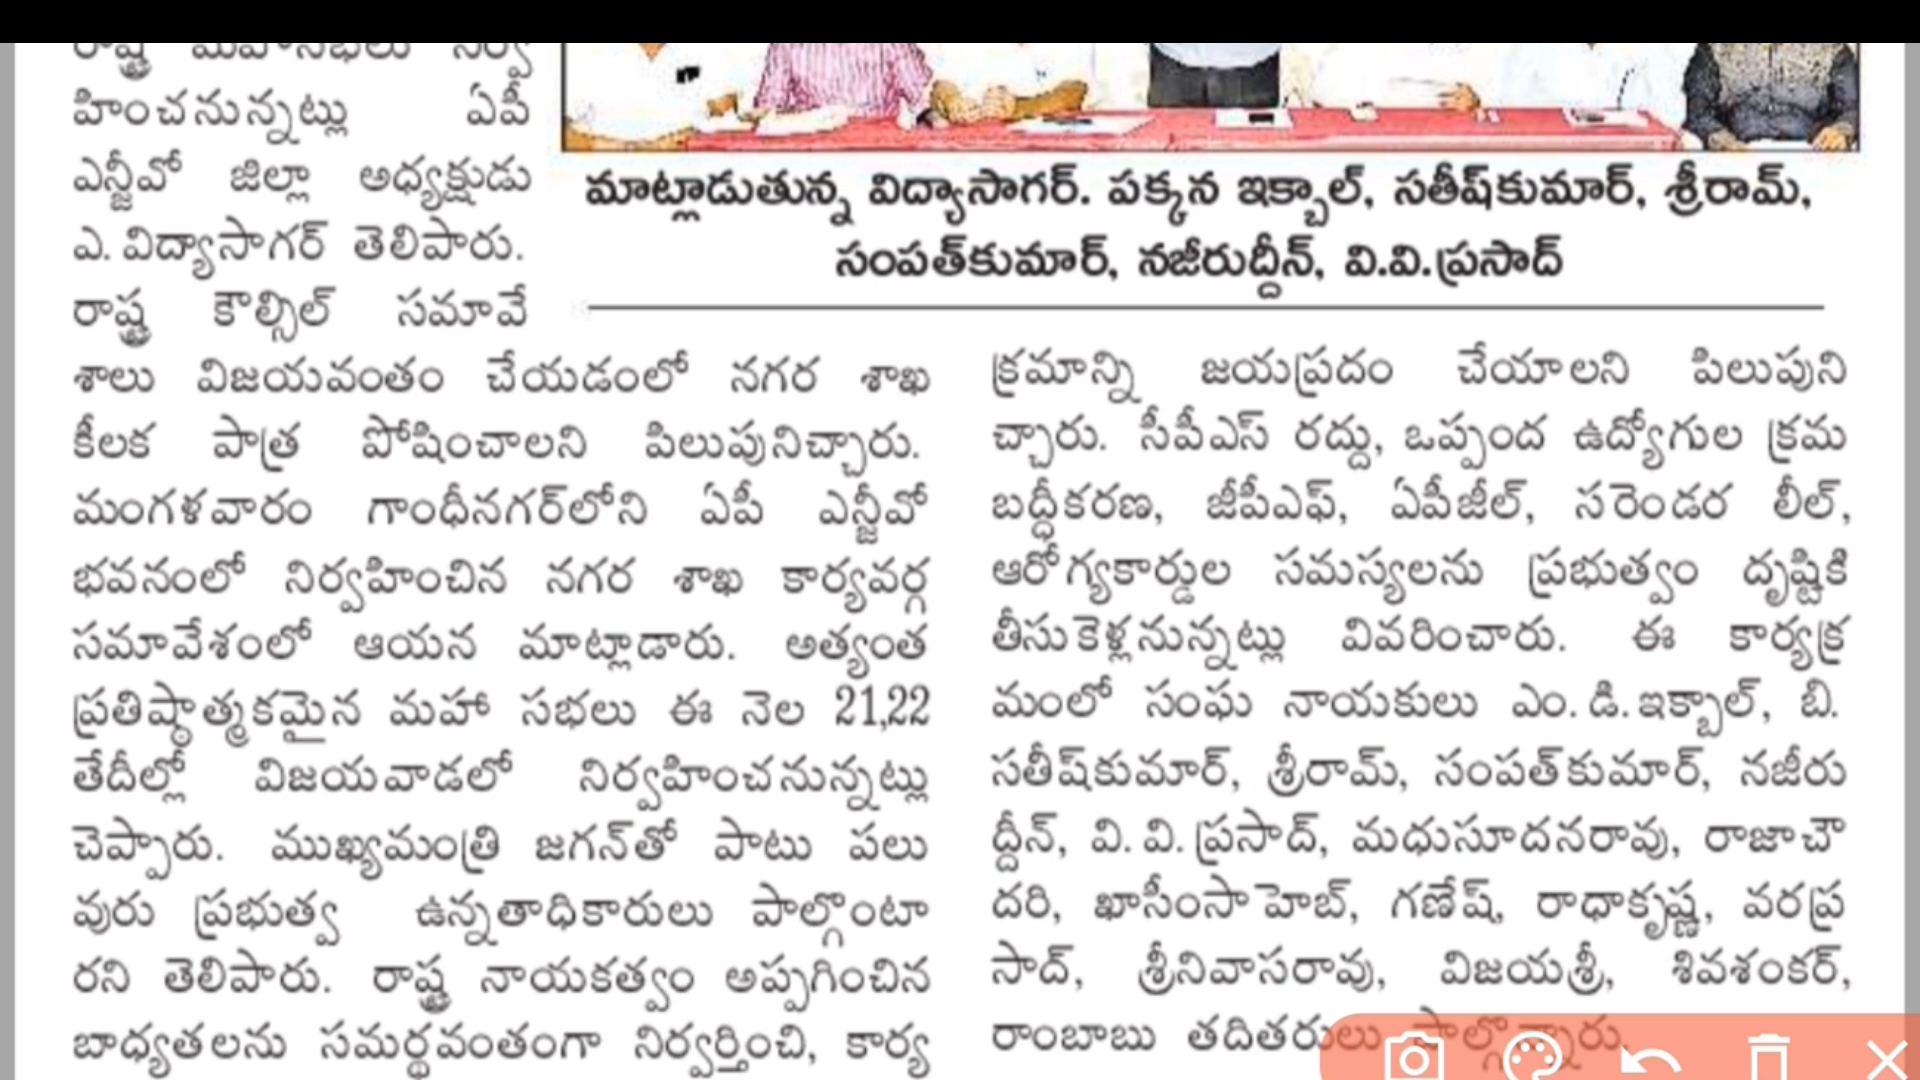 రాష్ట్ర మహాసభలు నిర్వ
హించనున్నట్లు ఏపీ
ఎన్జీవో జిల్లా అధ్యక్షుడు
ఎ.విద్యాసాగర్ తెలిపారు.
రాష్ట్ర కౌల్సిల్ సమావే
శాలు విజయవంతం చేయడంలో నగర శాఖ
కీలక పాత్ర పోషించాలని పిలుపునిచ్చారు.
మంగళవారం గాంధీనగర్‌లోని ఏపీ ఎన్జీవో
భవనంలో నిర్వహించిన నగర శాఖ కార్యవర్గ
సమావేశంలో ఆయన మాట్లాడారు. అత్యంత
ప్రతిష్ఠాత్మకమైన మహా సభలు ఈ నెల 21,22
తేదీల్లో విజయవాడలో నిర్వహించనున్నట్లు
చెప్పారు. ముఖ్యమంత్రి జగన్‌తో పాటు పలు
వురు ప్రభుత్వ ఉన్నతాధికారులు పాల్గొంటా
రని తెలిపారు. రాష్ట్ర నాయకత్వం అప్పగించిన
బాధ్యతలను సమర్థవంతంగా నిర్వర్తించి, కార్య
మాట్లాడుతున్న విద్యాసాగర్. పక్కన ఇక్బాల్, సతీష్‌కుమార్, శ్రీరామ్,
సంపత్‌కుమార్, నజీరుద్దీన్, వి.వి.ప్రసాద్
క్రమాన్ని జయప్రదం చేయాలని పిలుపుని
చ్చారు. సీపీఎస్ రద్దు, ఒప్పంద ఉద్యోగుల క్రమ
బద్ధీకరణ, జీపీఎఫ్, ఏపీజీల్, సరెండర లీల్,
ఆరోగ్యకార్డుల సమస్యలను ప్రభుత్వం దృష్టికి
తీసుకెళ్లనున్నట్లు వివరించారు. ఈ కార్యక్ర
మంలో సంఘ నాయకులు ఎం.డి.ఇక్బాల్, బి.
సతీష్‌కుమార్, శ్రీరామ్, సంపత్‌కుమార్, నజీరు
ద్దీన్, వి.వి.ప్రసాద్, మధుసూదనరావు, రాజాచౌ
దరి, ఖాసీంసాహెబ్, గణేష్, రాధాకృష్ణ, వరప్ర
సాద్, శ్రీనివాసరావు, విజయశ్రీ, శివశంకర్,
రాంబాబు తదితరులు పాల్గొన్నారు.